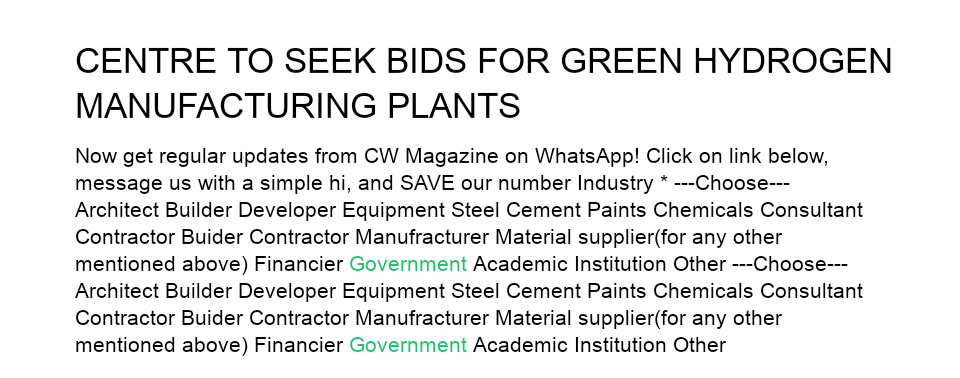 CENTRE TO SEEK BIDS FOR GREEN HYDROGEN
MANUFACTURING PLANTS
Now get regular updates from CW Magazine on WhatsApp! Click on link below,
message us with a simple hi, and SAVE our number Industry * ---Choose---
Architect Builder Developer Equipment Steel Cement Paints Chemicals Consultant
Contractor Buider Contractor Manufracturer Material supplier(for any other
mentioned above) Financier Government Academic Institution Other ---Choose---
Architect Builder Developer Equipment Steel Cement Paints Chemicals Consultant
Contractor Buider Contractor Manufracturer Material supplier(for any other
mentioned above) Financier Government Academic Institution Other